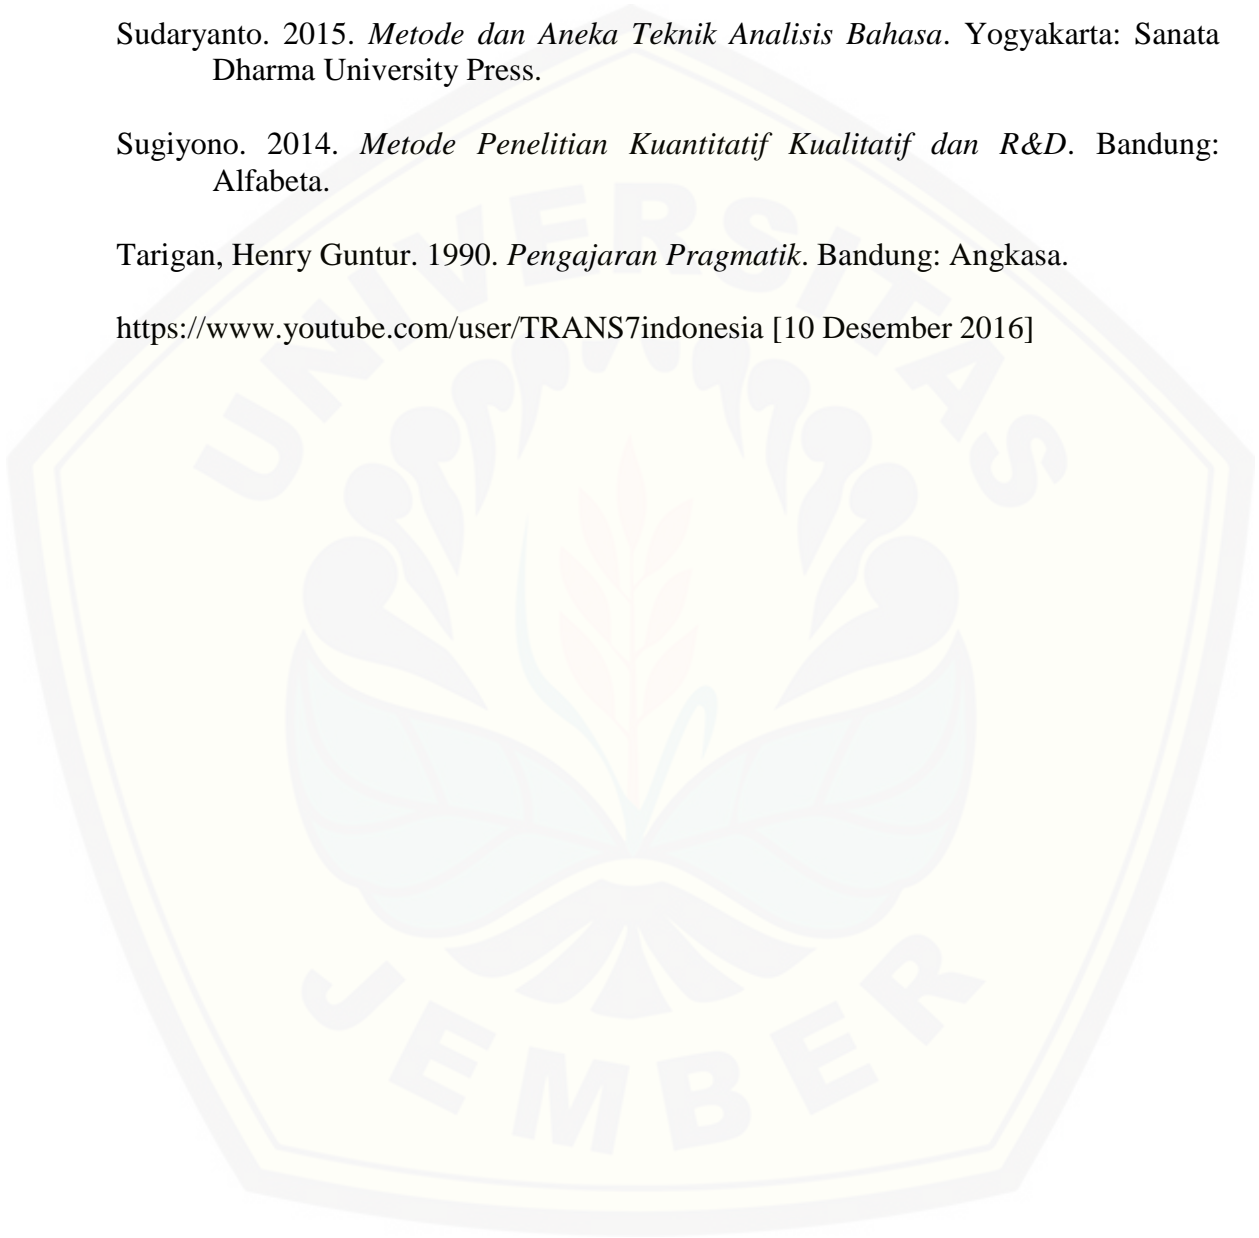 Sudaryanto. 2015. Metode dan Aneka Teknik Analisis Bahasa. Yogyakarta: Sanata
Dharma University Press.
Sugiyono. 2014. Metode Penelitian Kuantitatif Kualitatif dan R&D. Bandung:
Alfabeta.
Tarigan, Henry Guntur. 1990. Pengajaran Pragmatik. Bandung: Angkasa.
https://www.youtube.com/user/TRANS7indonesia [10 Desember 2016]
UNIVERSITAS
JEMBER